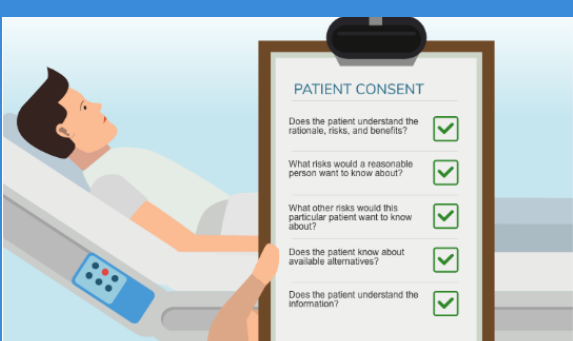 PATIENT CONSENT
Does the patient understand the
rationale, risks, and benefits?
What risks would a reasonable
person want to know about?
What other risks would this
particular patient want to know
about?
Does the patient know about
available alternatives?
Does the patient understand the
information?